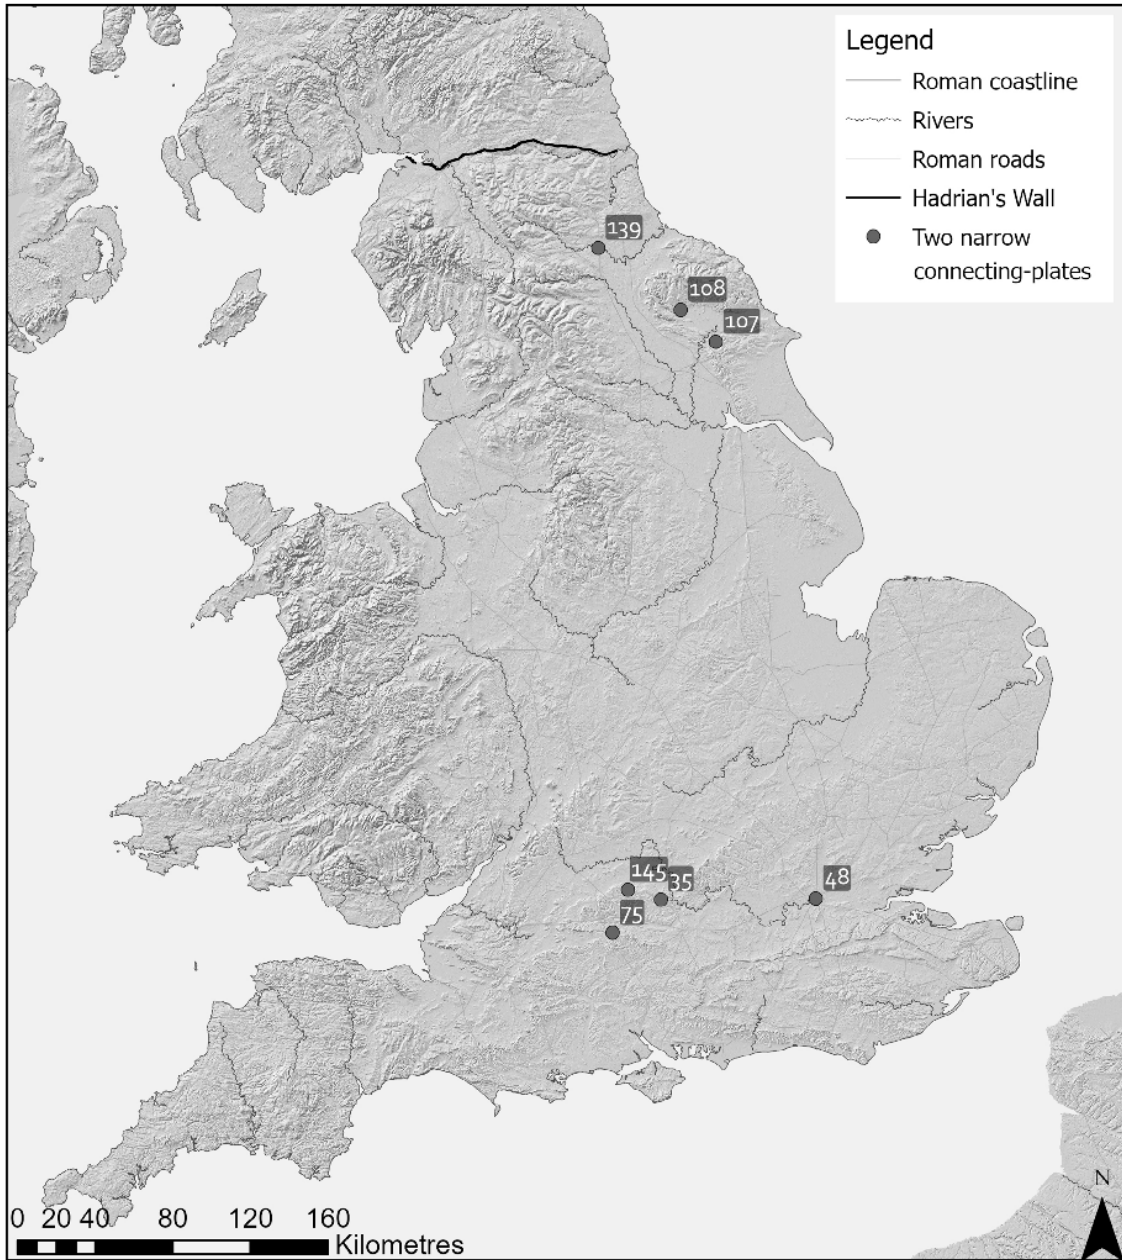 Legend
Roman coastline
Rivers
Roman roads
Hadrian's Wall
Two narrow
connecting-plates
139
108
107
145
35
48
75
N
0 20 40 80 120 160
Kilometres